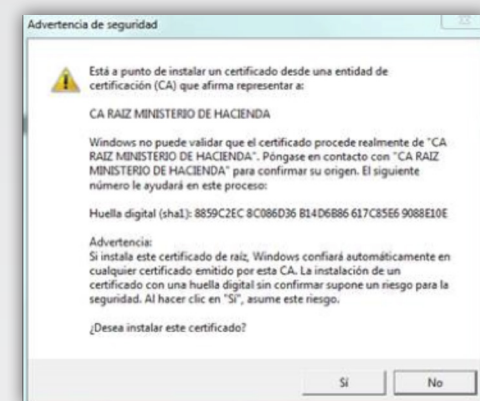 Advertencia de seguridad
Está a punto de instalar un certificado desde una entidad de
certificación (CA) que afirma representar a:
CA RAIZ MINISTERIO DE HACIENDA
Windows no puede validar que el certificado procede realmente de "CA
RAIZ MINISTERIO DE HACIENDA". Póngase en contacto con "CA RAIZ
MINISTERIO DE HACIENDA" para confirmar su origen. El siguiente
número le ayudará en este proceso:
Huella digital (sha1): 8859C2EC 8C086D36 B14D6B86 617C85E6 9088E10E
Advertencia:
Si instala este certificado de raíz, Windows confiará automáticamente en
cualquier certificado emitido por esta CA. La instalación de un
certificado con una huella digital sin confirmar supone un riesgo para la
seguridad. Al hacer clic en "Sí", asume este riesgo.
¿Desea instalar este certificado?
Sí
No